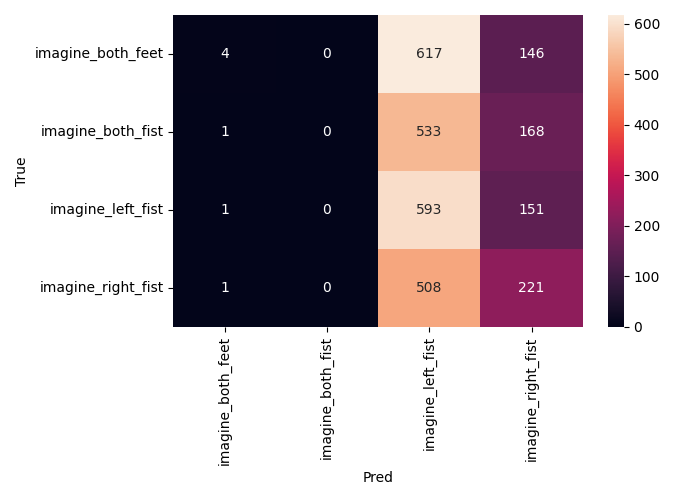 imagine_both_feet 4 0 617 146
imagine_both_fist 1 0 533 168
imagine_left_fist 1 0 593 151
imagine_right_fist 1 0 508 221
True
imagine_both_feet
imagine_both_fist
imagine_left_fist
imagine_right_fist
Pred
600
500
400
300
200
100
0